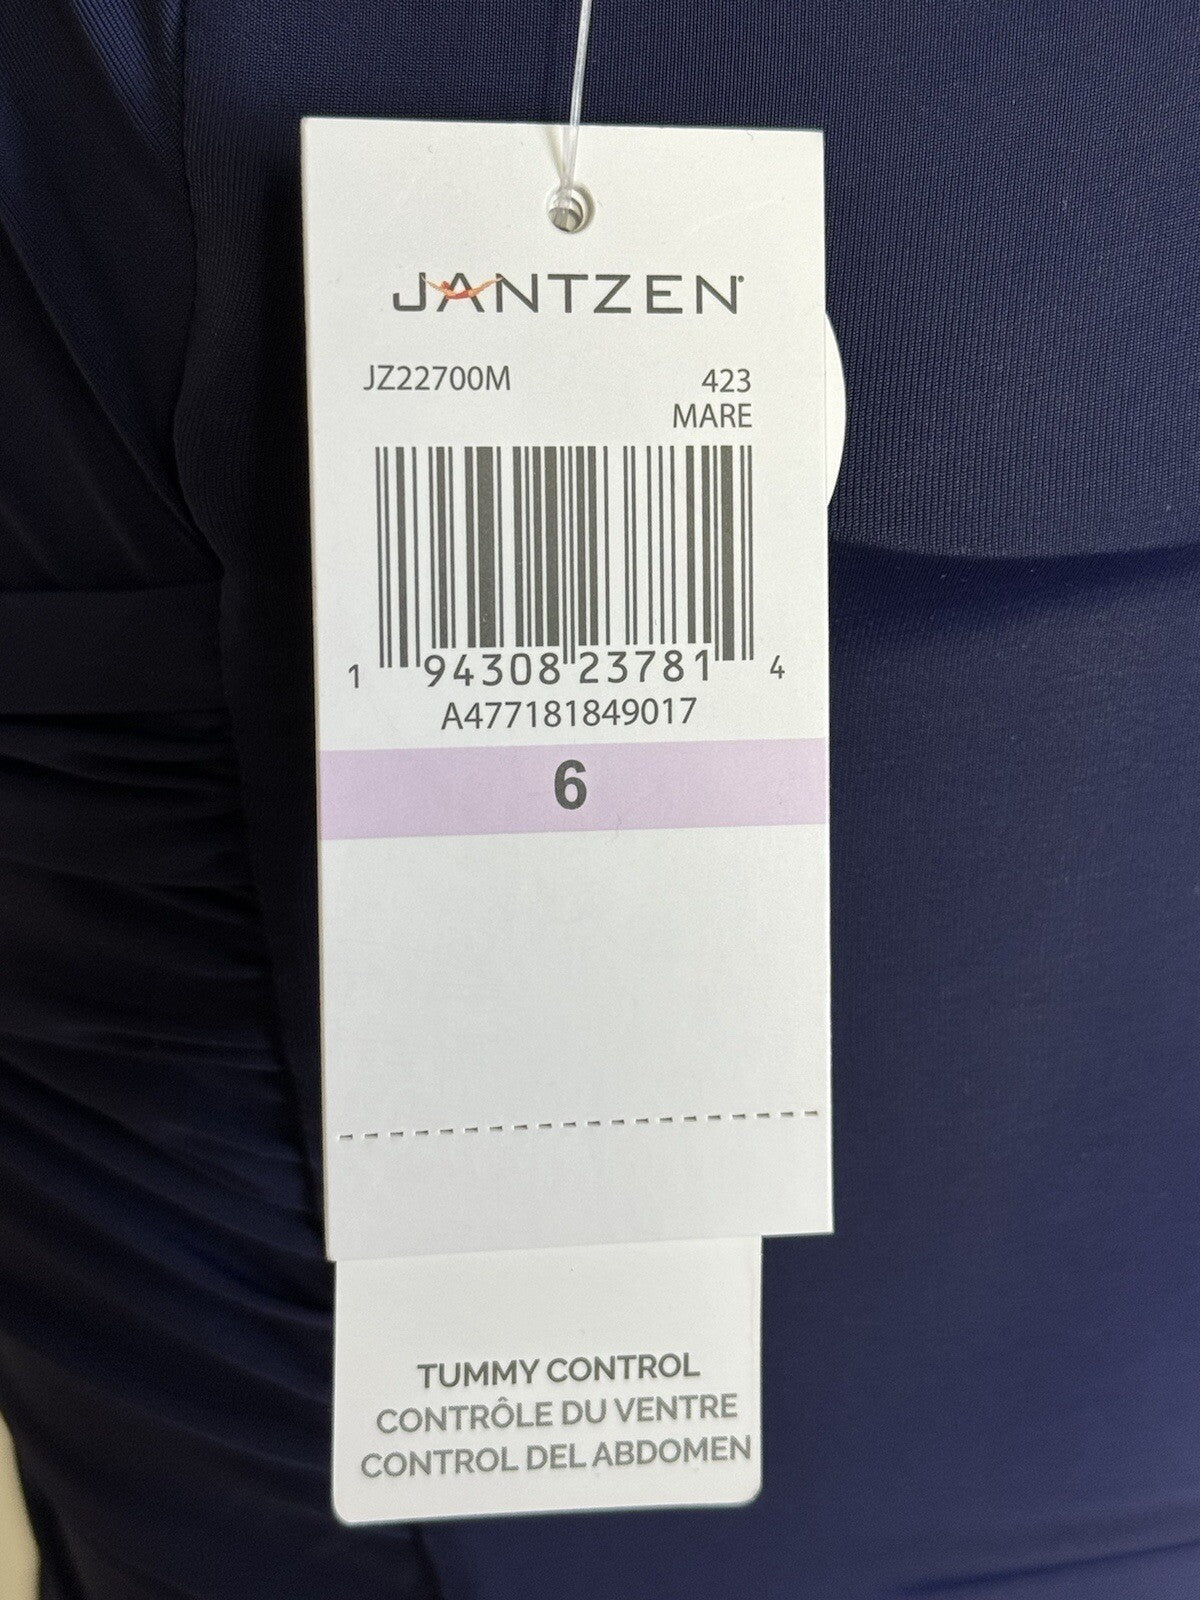 JANTZEN®
JZ22700M 423
MARE
1 94308 23781 4
A477181849017
6
TUMMY CONTROL
CONTRÔLE DU VENTRE
CONTROL DEL ABDOMEN